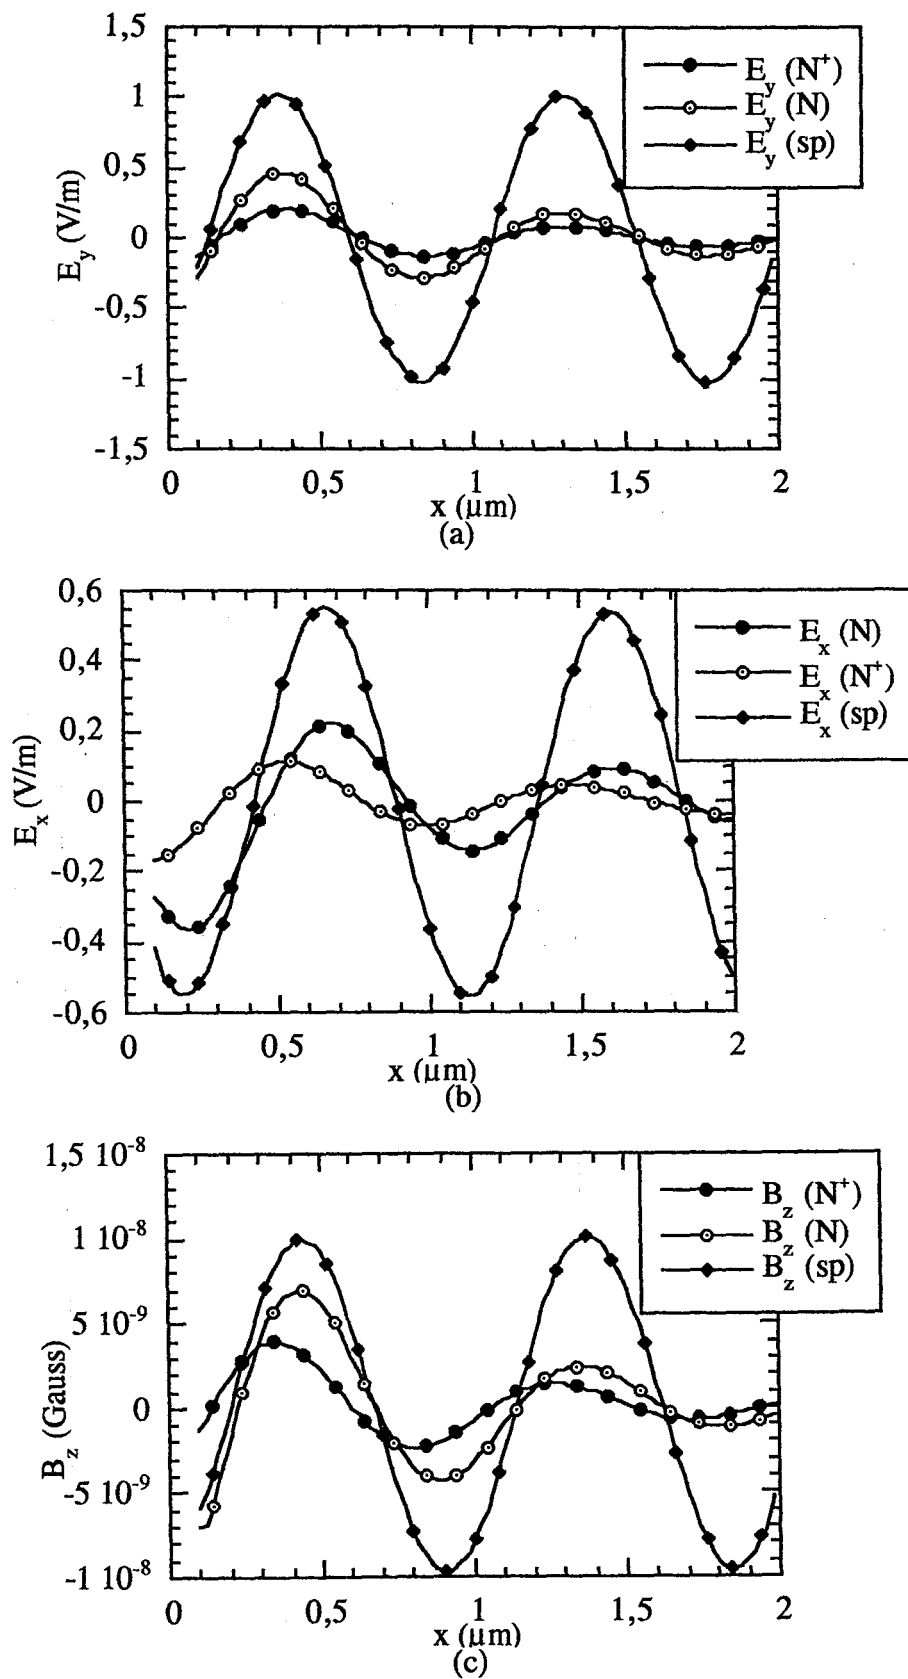 (a)
1,5
1
0,5
0
-0,5
-1
-1,5
E_y (V/m)
E_y (N⁺)
E_y (N)
E_y (sp)
0 0,5 1 1,5 2
x (µm)
(a)
0,6
0,4
0,2
0
-0,2
-0,4
-0,6
E_x (V/m)
E_x (N)
E_x (N⁺)
E_x (sp)
0 0,5 1 1,5 2
x (µm)
(b)
1,5 10⁻⁸
1 10⁻⁸
5 10⁻⁹
0
-5 10⁻⁹
-1 10⁻⁸
B_z (Gauss)
B_z (N⁺)
B_z (N)
B_z (sp)
0 0,5 1 1,5 2
x (µm)
(c)